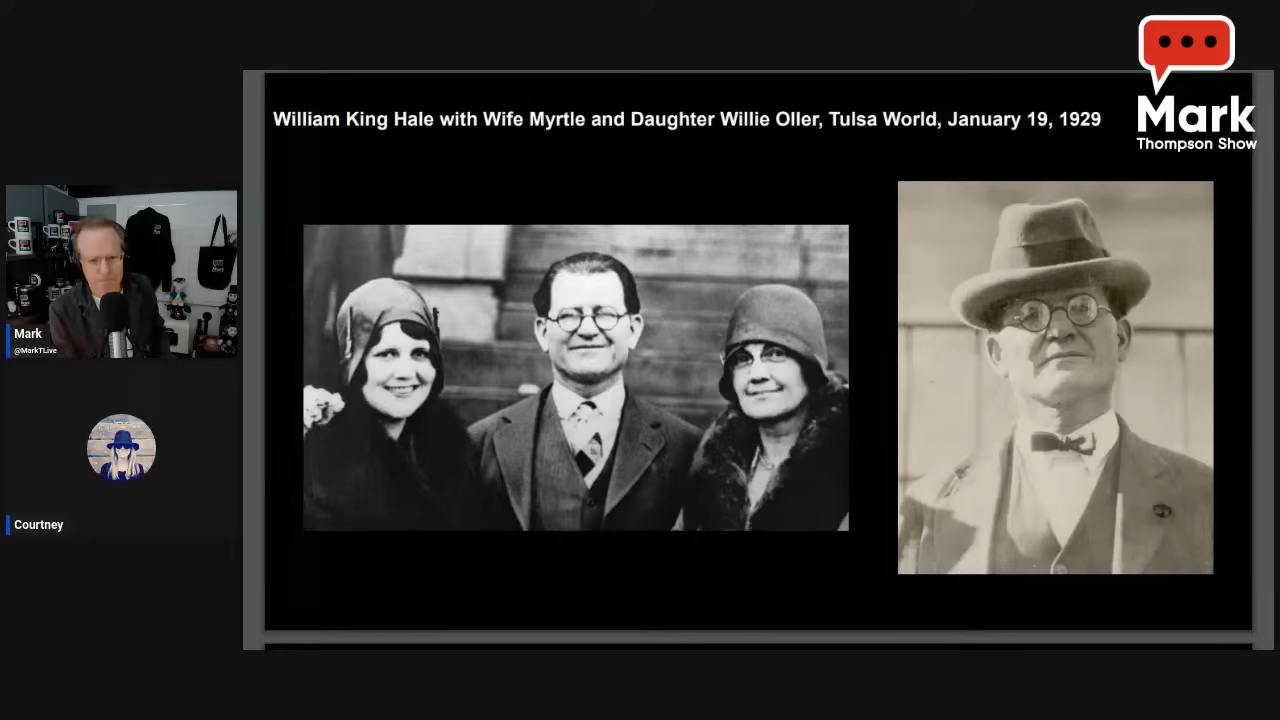 William King Hale with Wife Myrtle and Daughter Willie Oller, Tulsa World, January 19, 1929
Mark
Thompson Show
Mark
@MarkTLive
Courtney